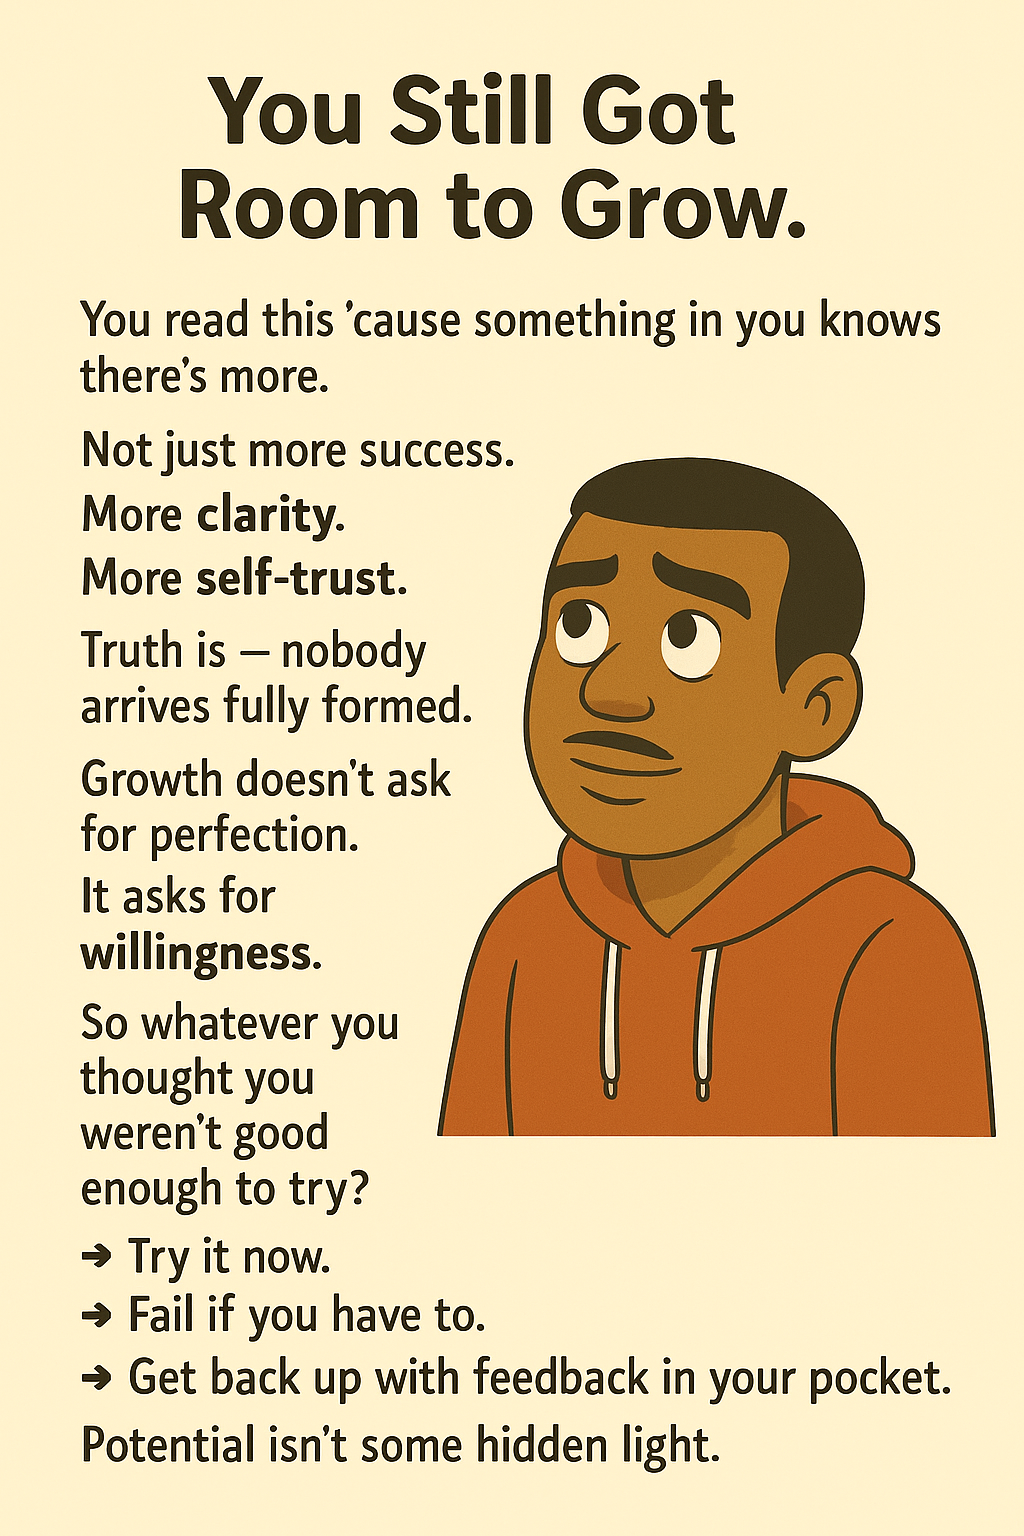 You Still Got
Room to Grow.
You read this ’cause something in you knows
there’s more.
Not just more success.
More clarity.
More self-trust.
Truth is — nobody
arrives fully formed.
Growth doesn’t ask
for perfection.
It asks for
willingness.
So whatever you
thought you
weren’t good
enough to try?
→ Try it now.
→ Fail if you have to.
→ Get back up with feedback in your pocket.
Potential isn’t some hidden light.